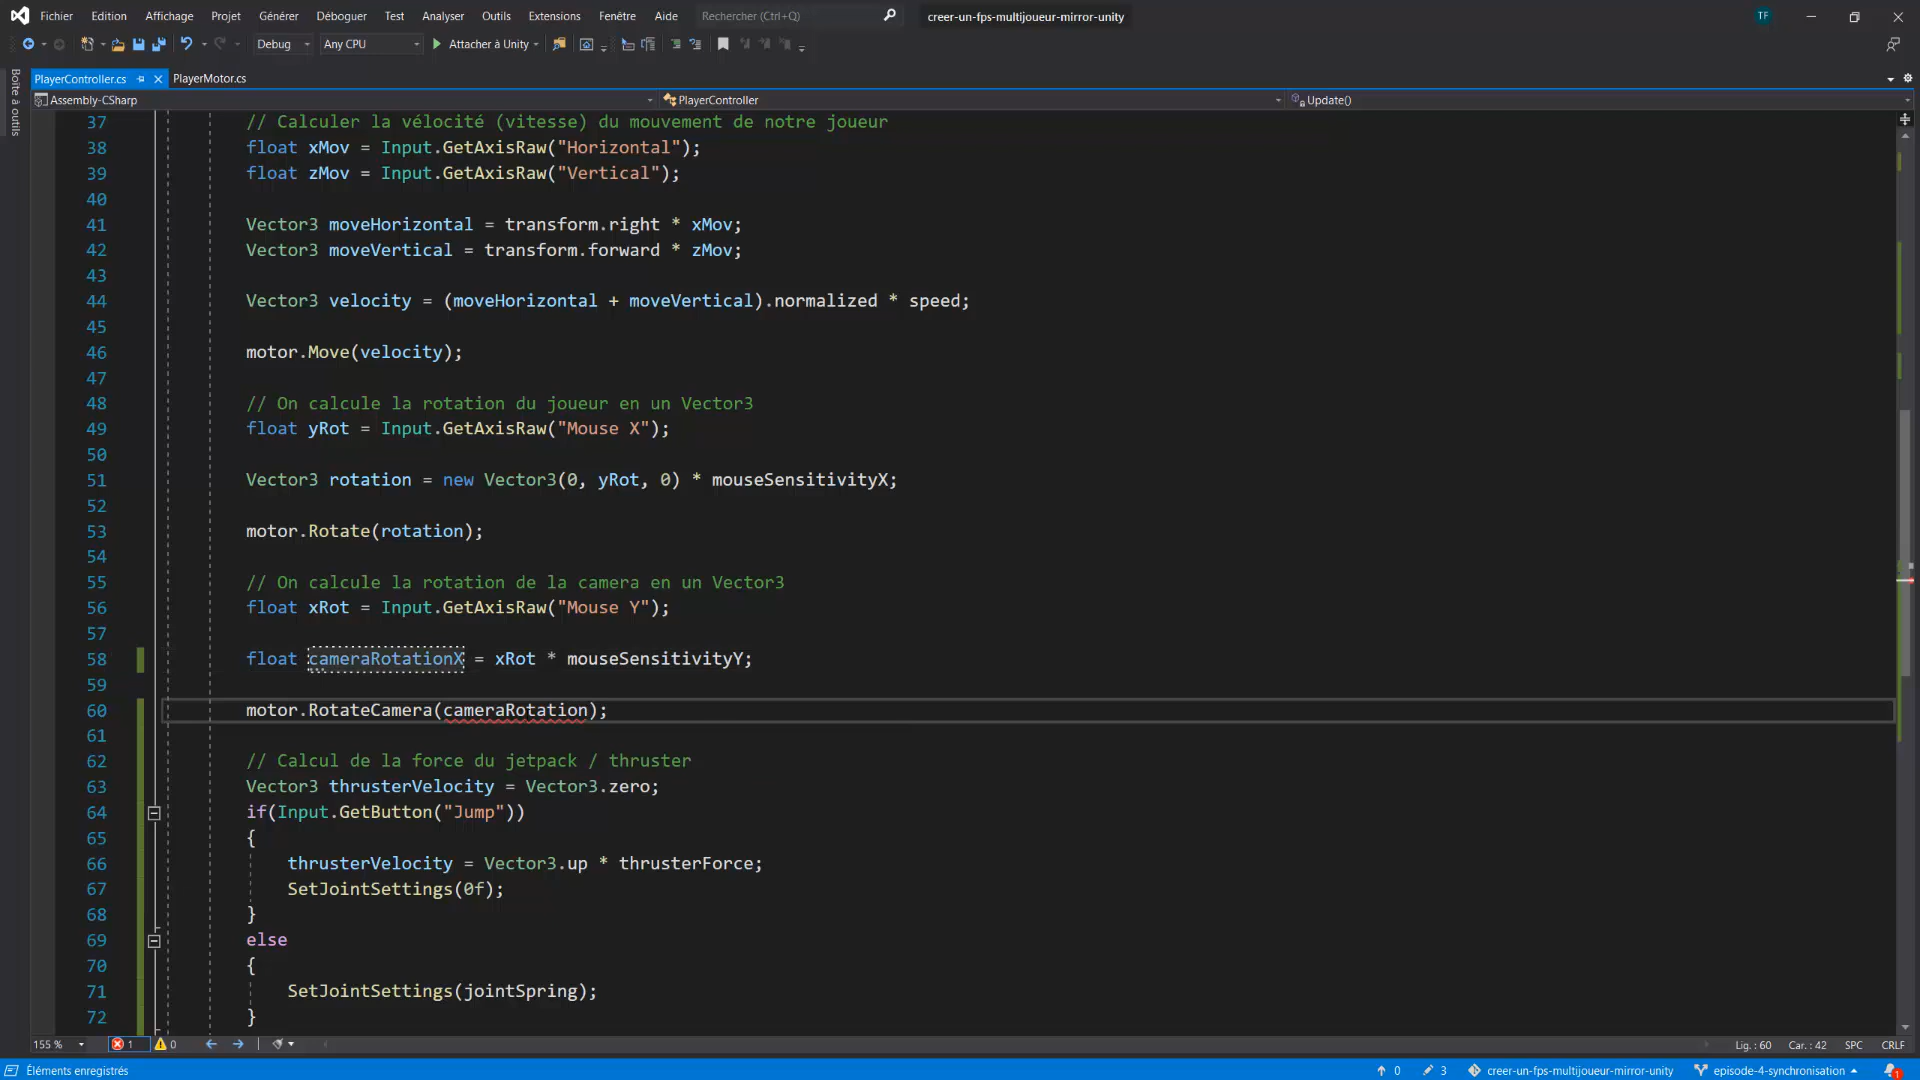 Fichier Edition Affichage Projet Générer Déboguer Test Analyser Outils Extensions Fenêtre Aide Rechercher (Ctrl+Q) creer-un-fps-multijoueur-mirror-unity TF
Debug Any CPU Attacher à Unity
Boîte à outils
PlayerController.cs PlayerMotor.cs
Assembly-CSharp PlayerController Update()
37 // Calculer la vélocité (vitesse) du mouvement de notre joueur
38 float xMov = Input.GetAxisRaw("Horizontal");
39 float zMov = Input.GetAxisRaw("Vertical");
40
41 Vector3 moveHorizontal = transform.right * xMov;
42 Vector3 moveVertical = transform.forward * zMov;
43
44 Vector3 velocity = (moveHorizontal + moveVertical).normalized * speed;
45
46 motor.Move(velocity);
47
48 // On calcule la rotation du joueur en un Vector3
49 float yRot = Input.GetAxisRaw("Mouse X");
50
51 Vector3 rotation = new Vector3(0, yRot, 0) * mouseSensitivityX;
52
53 motor.Rotate(rotation);
54
55 // On calcule la rotation de la camera en un Vector3
56 float xRot = Input.GetAxisRaw("Mouse Y");
57
58 float cameraRotationX = xRot * mouseSensitivityY;
59
60 motor.RotateCamera(cameraRotation);
61
62 // Calcul de la force du jetpack / thruster
63 Vector3 thrusterVelocity = Vector3.zero;
64 if(Input.GetButton("Jump"))
65 {
66 thrusterVelocity = Vector3.up * thrusterForce;
67 SetJointSettings(0f);
68 }
69 else
70 {
71 SetJointSettings(jointSpring);
72 }
155 % 1 0 Lig. : 60 Car. : 42 SPC CRLF
Éléments enregistrés 0 3 creer-un-fps-multijoueur-mirror-unity episode-4-synchronisation 1